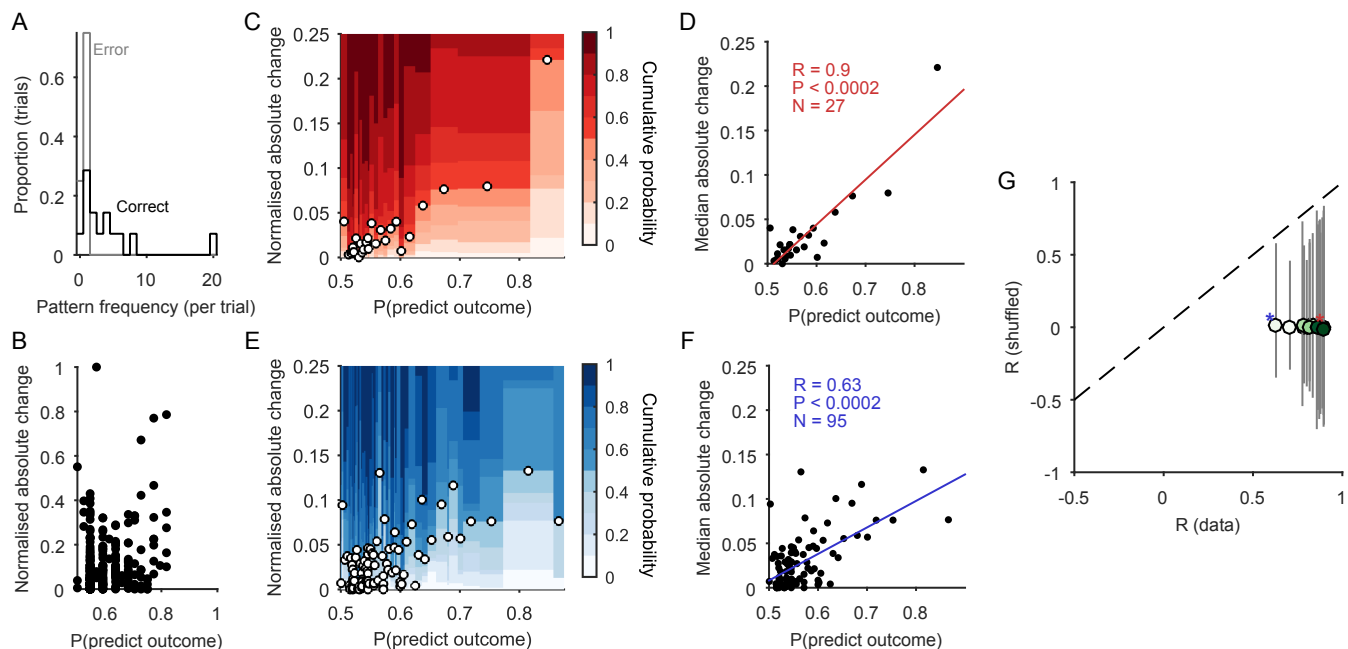 A
Proportion (trials)
0.6
0.4
0.2
0
Error
Correct
0
10
20
Pattern frequency (per trial)
B
Normalised absolute change
1
0.8
0.6
0.4
0.2
0
0.6
0.8
1
P(predict outcome)
C
Normalised absolute change
0.25
0.2
0.15
0.1
0.05
0
0.5
0.6
0.7
0.8
P(predict outcome)
1
0.8
0.6
0.4
0.2
0
Cumulative probability
D
Median absolute change
0.25
0.2
0.15
0.1
0.05
0
R = 0.9
P < 0.0002
N = 27
0.5
0.6
0.7
0.8
P(predict outcome)
E
Normalised absolute change
0.25
0.2
0.15
0.1
0.05
0
0.5
0.6
0.7
0.8
P(predict outcome)
1
0.8
0.6
0.4
0.2
0
Cumulative probability
F
Median absolute change
0.25
0.2
0.15
0.1
0.05
0
R = 0.63
P < 0.0002
N = 95
0.5
0.6
0.7
0.8
P(predict outcome)
G
R (shuffled)
1
0.5
0
-0.5
-1
*
*
-0.5
0
0.5
1
R (data)